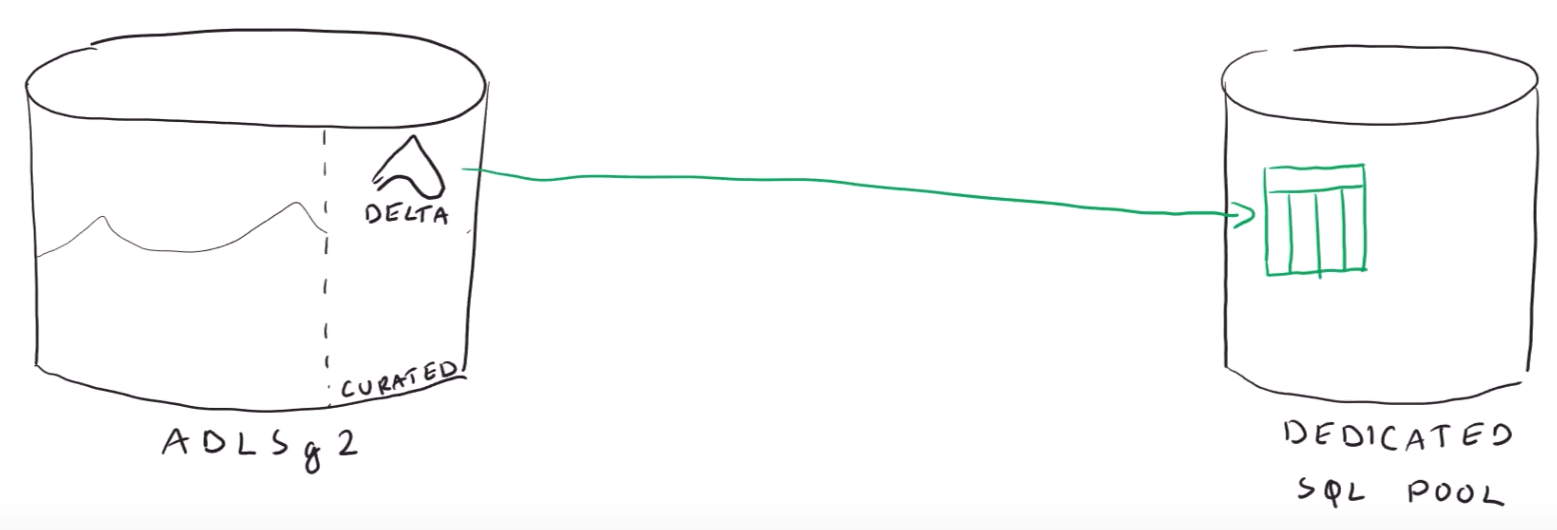 DELTA
CURATED
ADLSg2
DEDICATED
SQL POOL